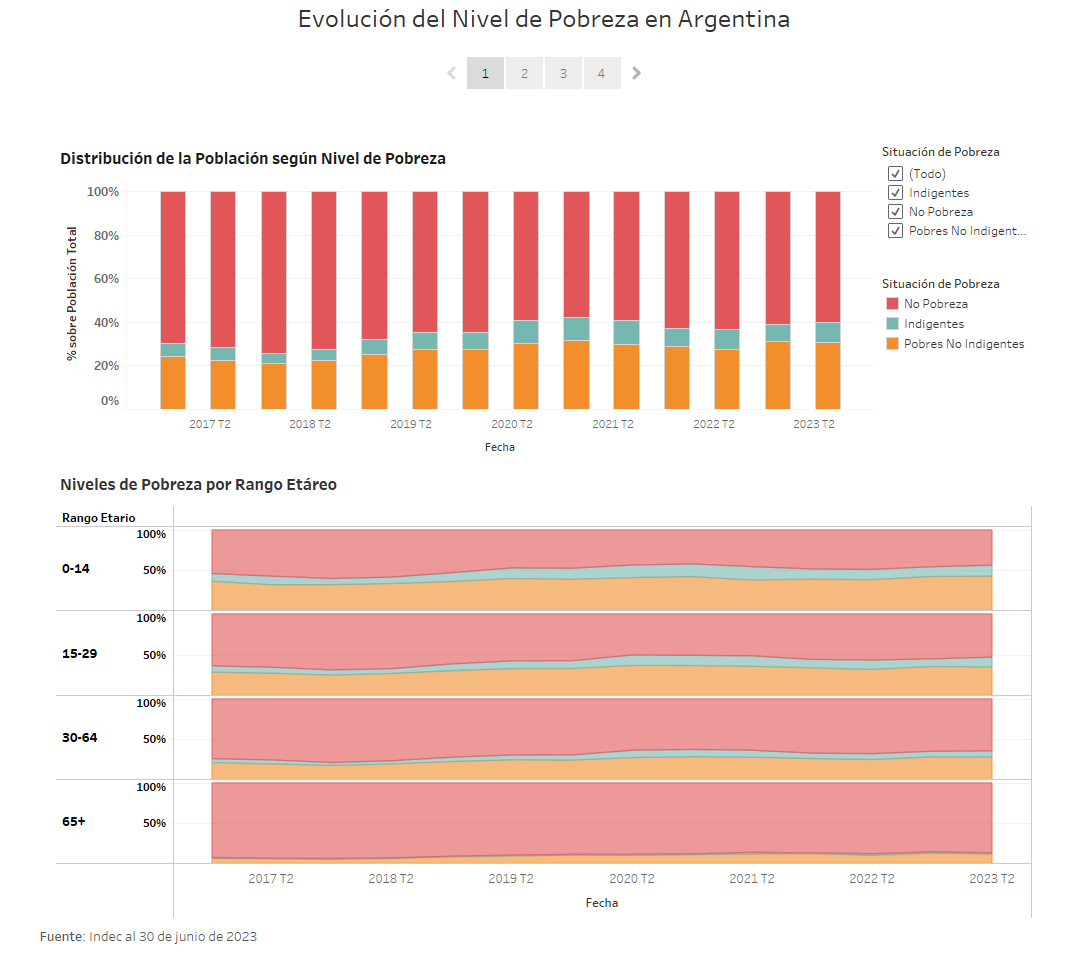 Evolución del Nivel de Pobreza en Argentina
1 2 3 4
Distribución de la Población según Nivel de Pobreza
Situación de Pobreza
(Todo)
Indigentes
No Pobreza
Pobres No Indigent...
Situación de Pobreza
No Pobreza
Indigentes
Pobres No Indigentes
% sobre Población Total
100%
80%
60%
40%
20%
0%
2017 T2 2018 T2 2019 T2 2020 T2 2021 T2 2022 T2 2023 T2
Fecha
Niveles de Pobreza por Rango Etáreo
Rango Etario
100%
0-14 50%
100%
15-29 50%
100%
30-64 50%
100%
65+ 50%
2017 T2 2018 T2 2019 T2 2020 T2 2021 T2 2022 T2 2023 T2
Fecha
Fuente: Indec al 30 de junio de 2023